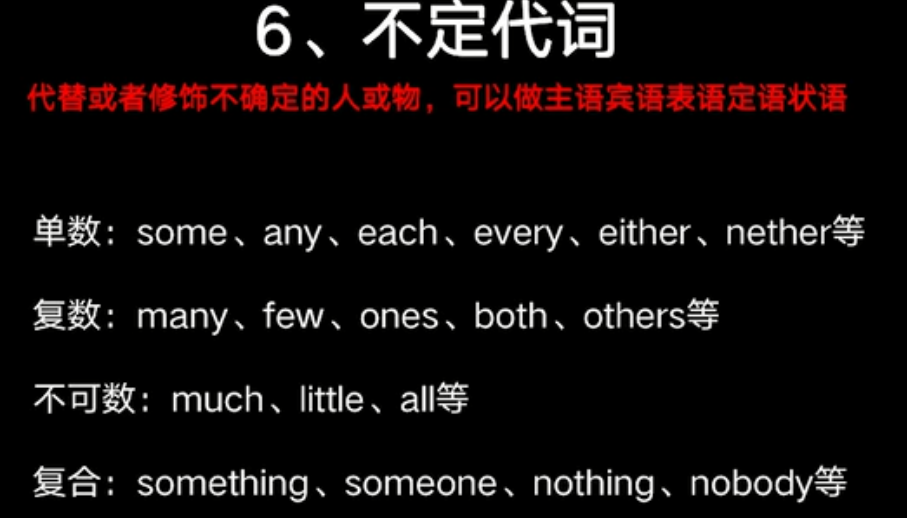 6、不定代词
代替或者修饰不确定的人或物，可以做主语宾语表语定语状语
单数：some、any、each、every、either、nether等
复数：many、few、ones、both、others等
不可数：much、little、all等
复合：something、someone、nothing、nobody等